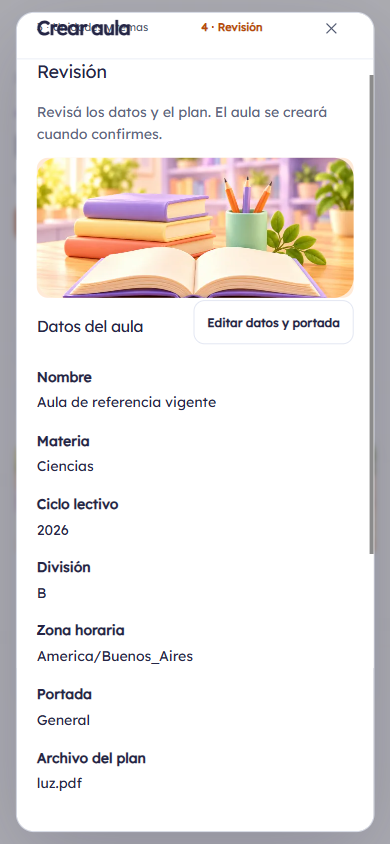 Crear aula
4 · Revisión
Revisión
Revisá los datos y el plan. El aula se creará
cuando confirmes.
Datos del aula
Editar datos y portada
Nombre
Aula de referencia vigente
Materia
Ciencias
Ciclo lectivo
2026
División
B
Zona horaria
America/Buenos_Aires
Portada
General
Archivo del plan
luz.pdf